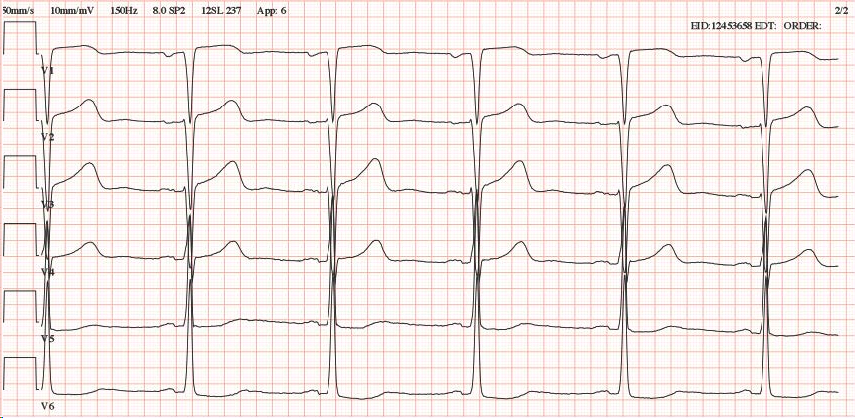 50mm/s 10mm/mV 150Hz 8.0 SP2 12SL 237 App: 6 2/2
EID:12453658 EDT: ORDER:
V1
V2
V3
V4
V5
V6